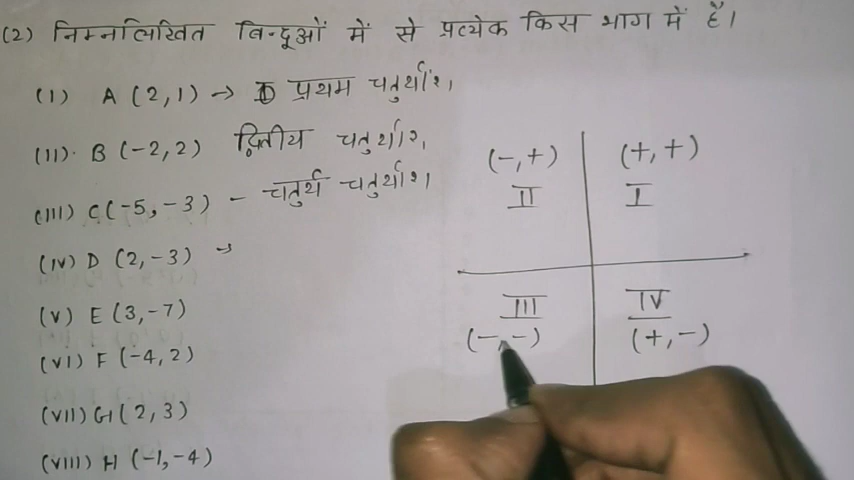 (2) निम्नलिखित बिन्दूओं में से प्रत्येक किस भाग में है।
(I) A (2,1) → प्रथम चतुर्थांश।
(II). B (-2,2) द्वितीय चतुर्थांश,
(III) C(-5,-3) - चतुर्थ चतुर्थांश।
(IV) D (2,-3) →
(V) E (3,-7)
(VI) F (-4,2)
(VII) G (2,3)
(VIII) H (-1,-4)
(-,+) (+,+)
II I
III IV
(-,-) (+,-)